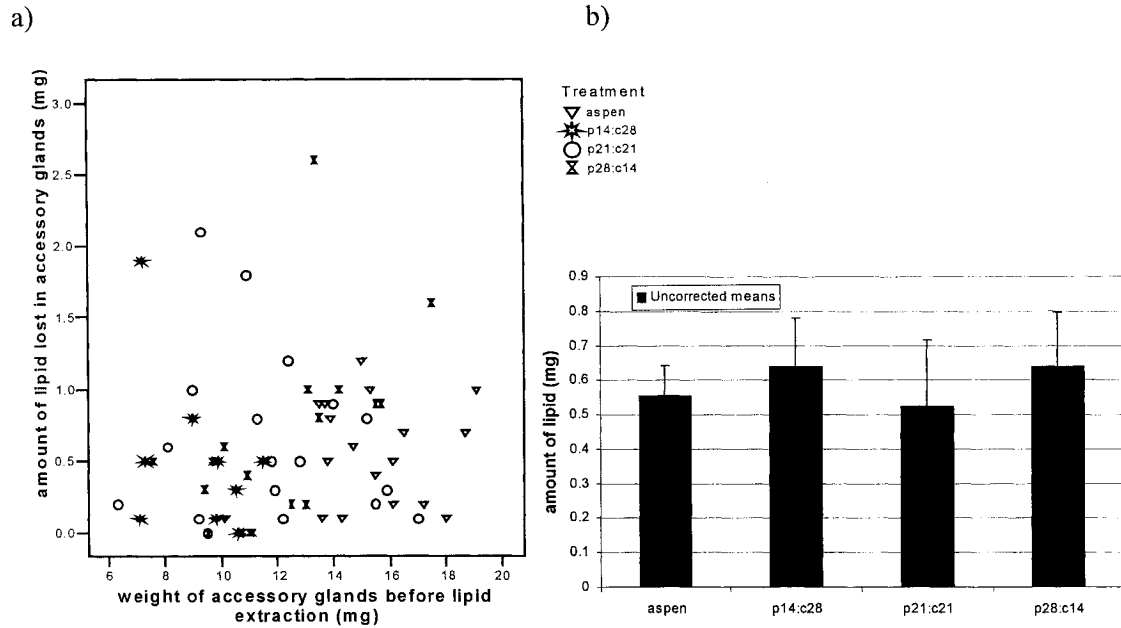 a)
b)
amount of lipid lost in accessory glands (mg)
3.0
2.5
2.0
1.5
1.0
0.5
0.0
6
8
10
12
14
16
18
20
weight of accessory glands before lipid
extraction (mg)
Treatment
aspen
p14:c28
p21:c21
p28:c14
amount of lipid (mg)
0.9
0.8
0.7
0.6
0.5
0.4
0.3
0.2
0.1
0
Uncorrected means
aspen
p14:c28
p21:c21
p28:c14